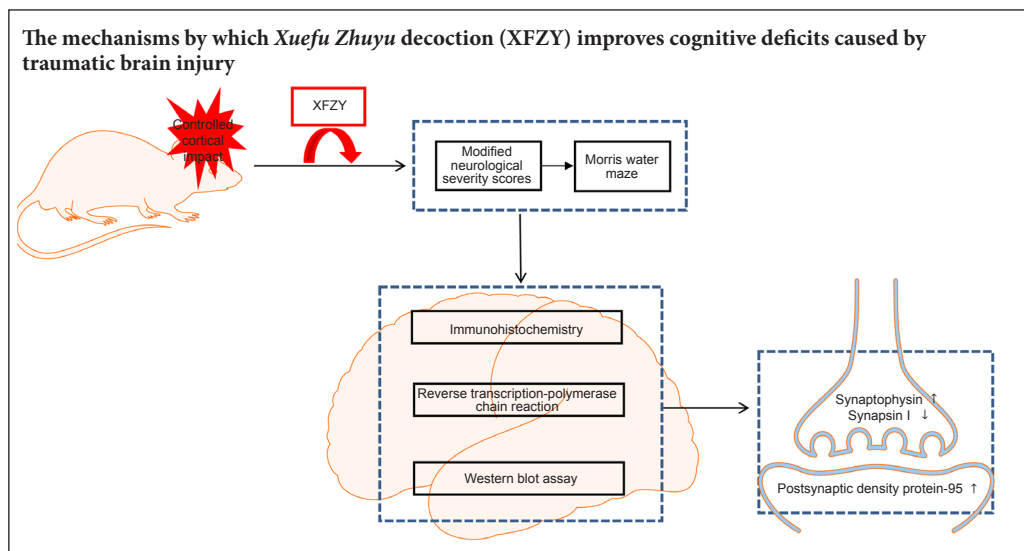 The mechanisms by which Xuefu Zhuyu decoction (XFZY) improves cognitive deficits caused by
traumatic brain injury
Controlled
cortical
impact
XFZY
Modified
neurological
severity scores
Morris water
maze
Immunohistochemistry
Reverse transcription-polymerase
chain reaction
Western blot assay
Synaptophysin ↑
Synapsin I ↓
Postsynaptic density protein-95 ↑